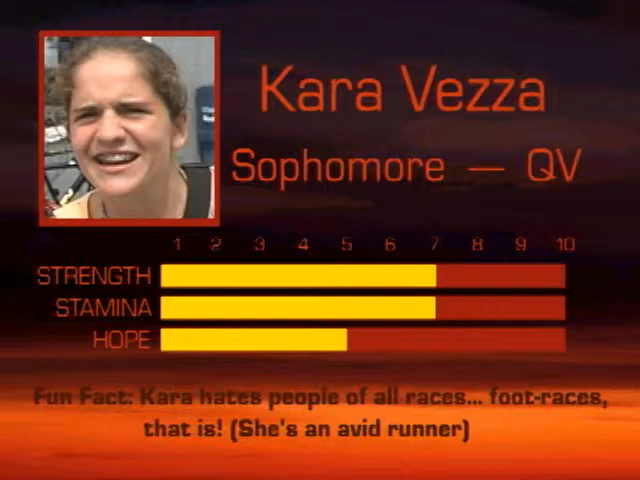 Kara Vezza
Sophomore — QV
1 2 3 4 5 6 7 8 9 10
STRENGTH
STAMINA
HOPE
Fun Fact: Kara hates people of all races... foot-races,
that is! (She's an avid runner)